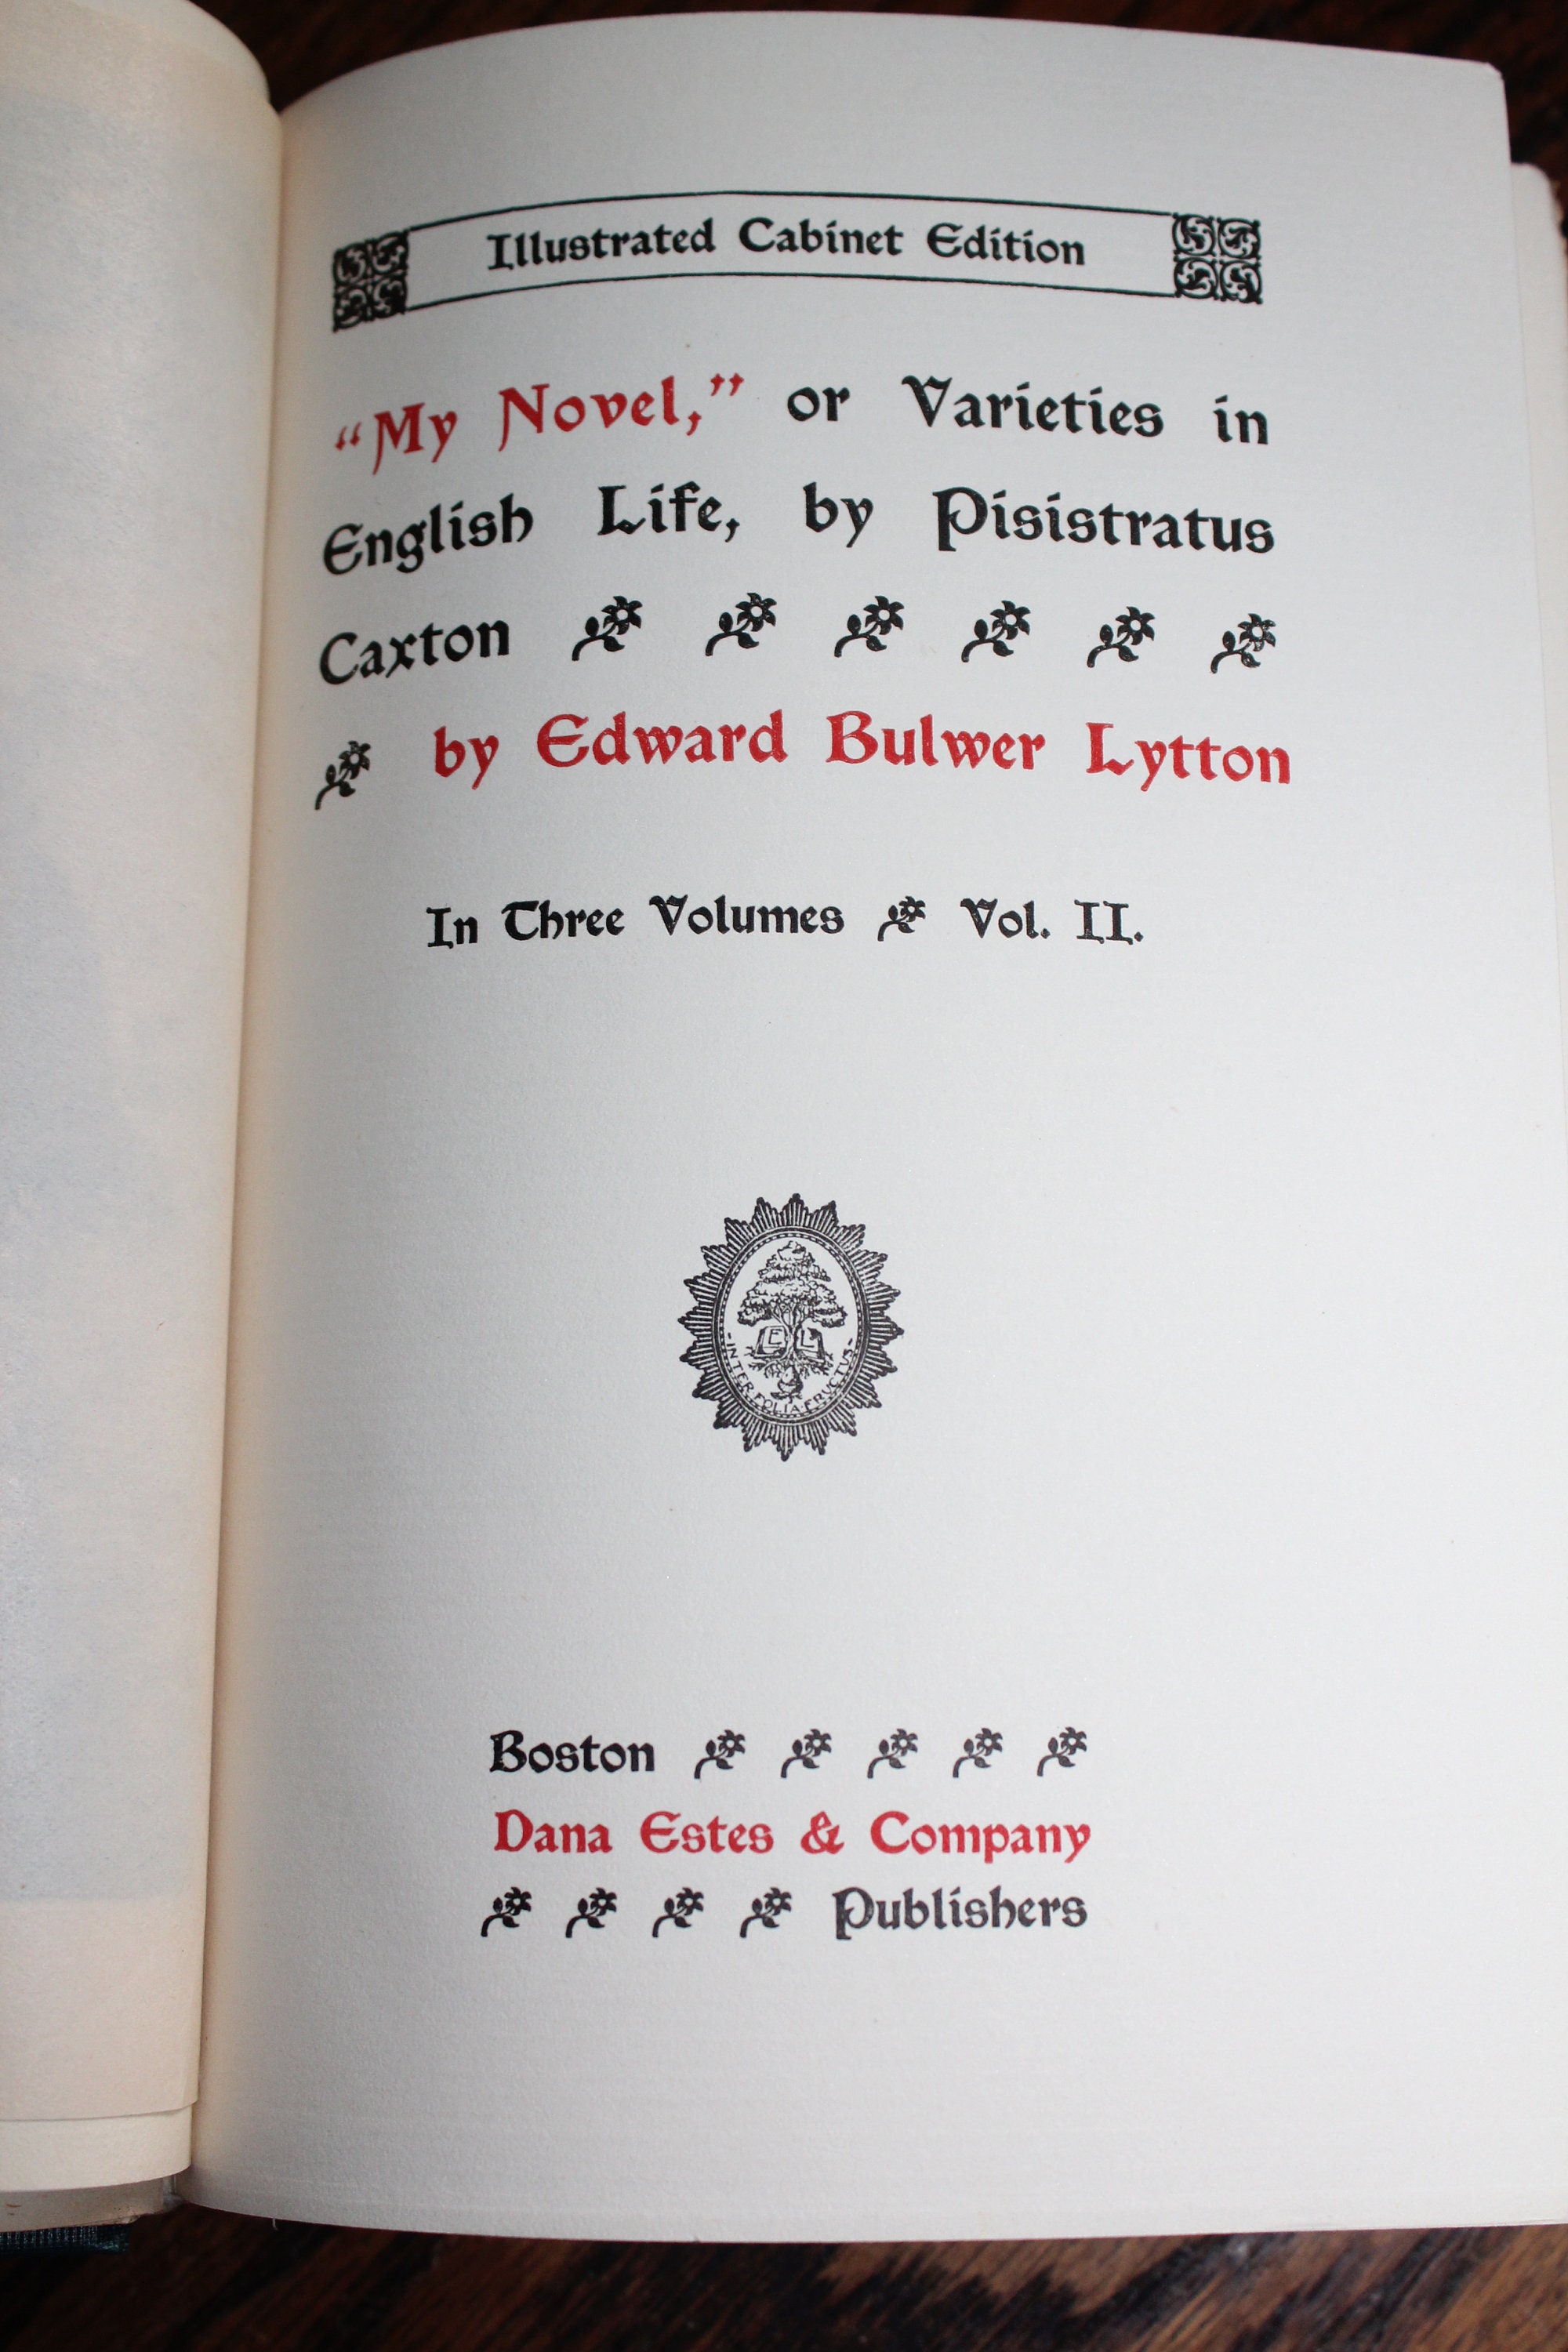 Illustrated Cabinet Edition
“My Novel,” or Varieties in
English Life, by Pisistratus
Caxton
by Edward Bulwer Lytton
In Three Volumes Vol. II.
E L
·INTER·FOLIA·FRUCTUS·
Boston
Dana Estes & Company
Publishers